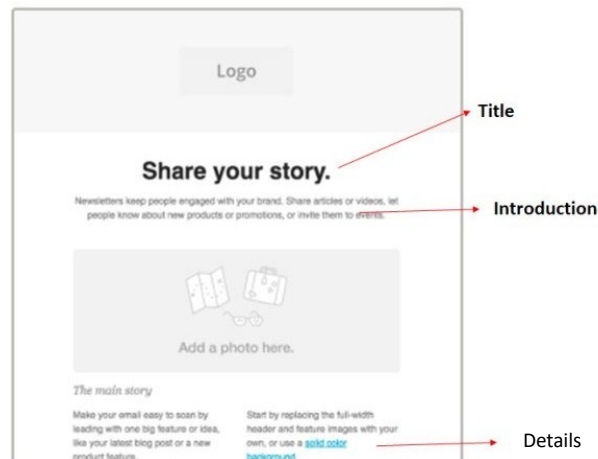 Logo
Title
Share your story.
Newsletters keep people engaged with your brand. Share articles or videos, let
people know about new products or promotions, or invite them to events.
Introduction
Add a photo here.
The main story
Make your email easy to scan by
leading with one big feature or idea,
like your latest blog post or a new
product feature.
Start by replacing the full-width
header and feature images with your
own, or use a solid color
background.
Details